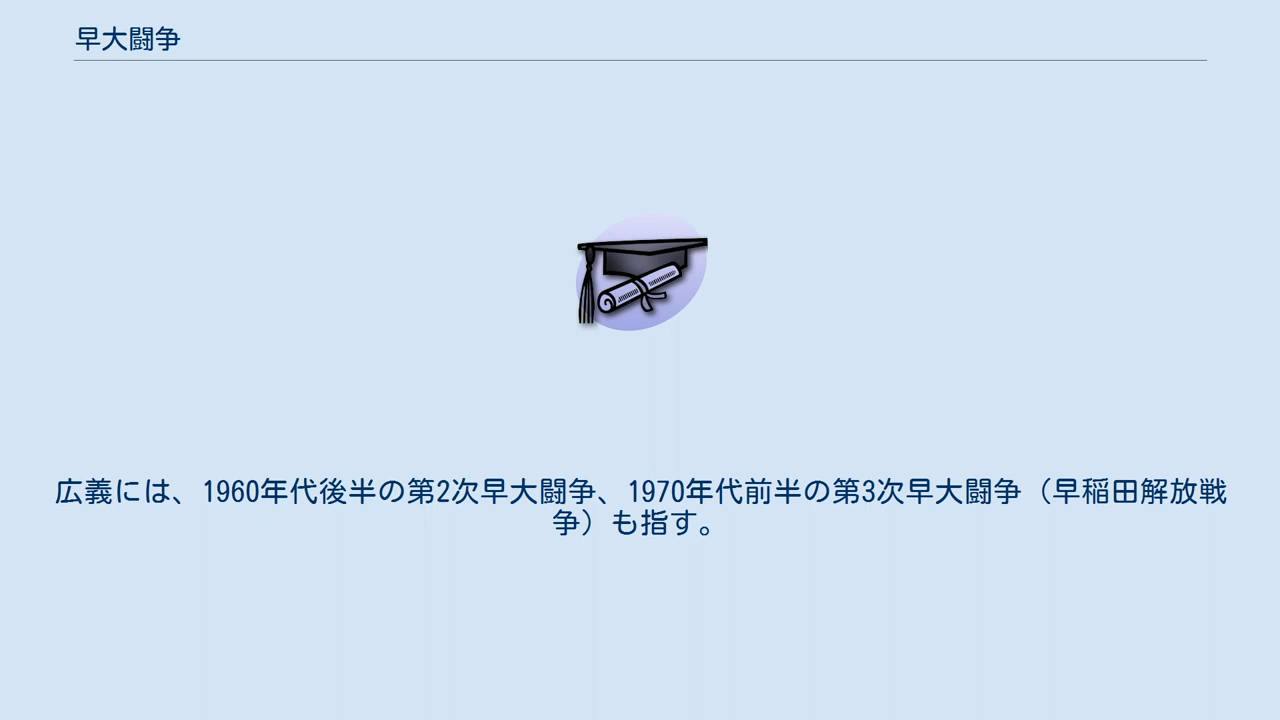 早大闘争
広義には、1960年代後半の第2次早大闘争、1970年代前半の第3次早大闘争（早稲田解放戦
争）も指す。